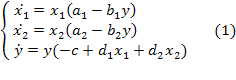 ẋ₁ = x₁(a₁ − b₁y)
ẋ₂ = x₂(a₂ − b₂y) (1)
ẏ = y(−c + d₁x₁ + d₂x₂)